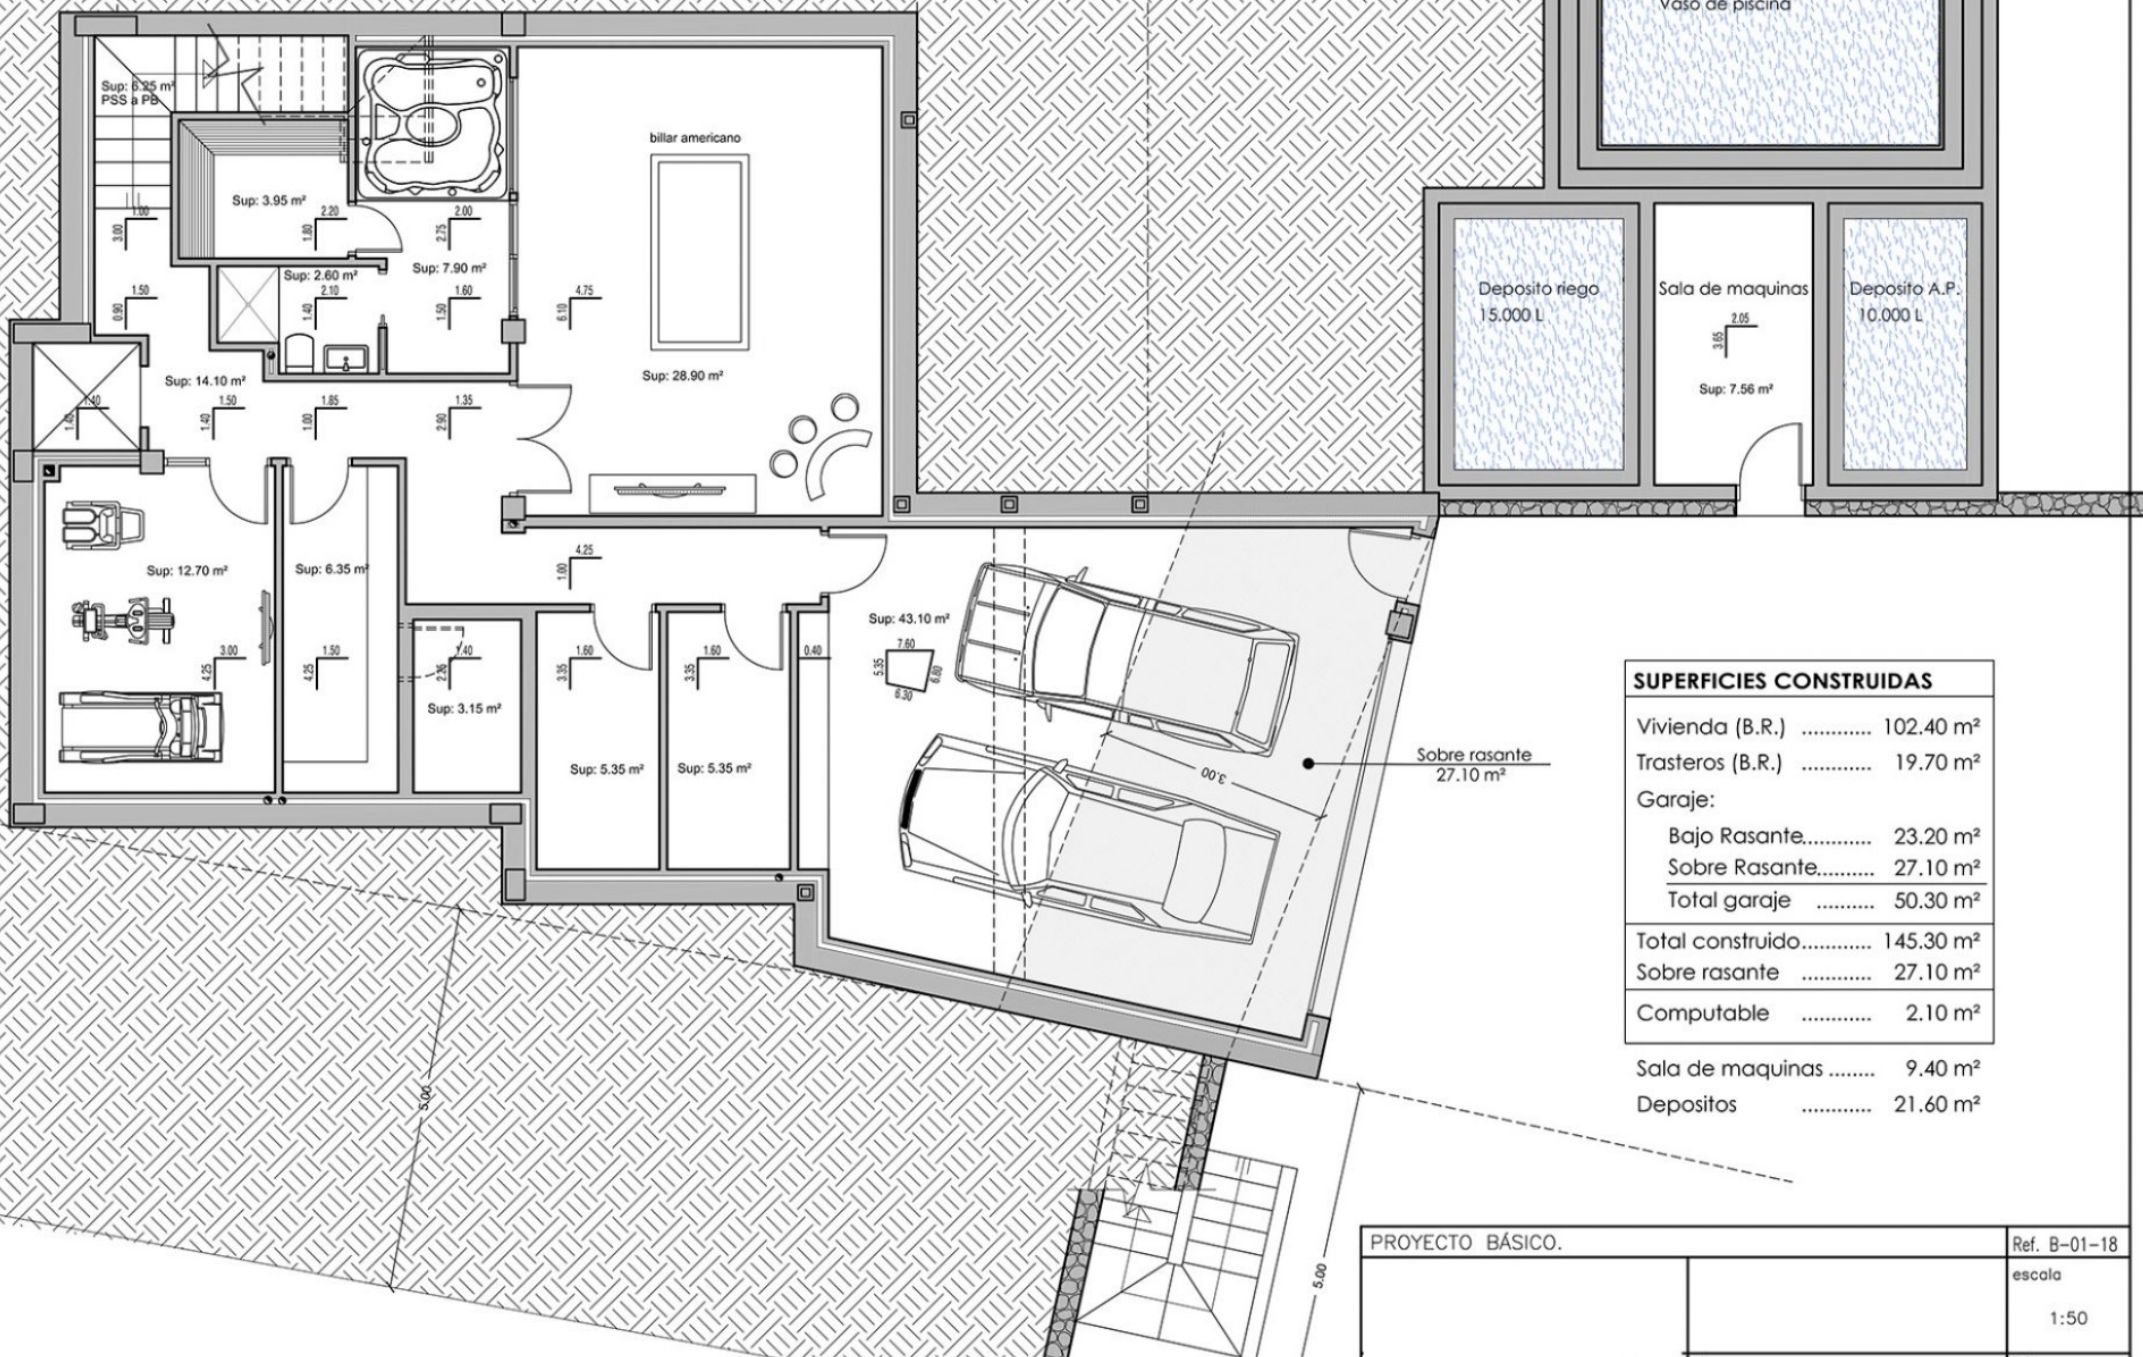 Vaso de piscina
Sup: 6.25 m²
PSS a PB
billar americano
Sup: 3.95 m²
2.20
1.80
2.00
2.75
1.00
3.00
Sup: 2.60 m²
Sup: 7.90 m²
1.50
0.90
2.10
1.40
1.60
1.50
4.75
6.10
Deposito riego
15.000 L
Sala de maquinas
2.05
3.65
Sup: 7.56 m²
Deposito A.P.
10.000 L
Sup: 14.10 m²
Sup: 28.90 m²
1.40
1.40
1.50
1.40
1.85
1.00
1.35
2.90
4.25
1.00
Sup: 12.70 m²
Sup: 6.35 m²
Sup: 43.10 m²
7.60
5.35
6.80
6.30
3.00
4.25
1.50
4.25
1.40
1.60
3.35
1.60
3.35
0.40
Sup: 3.15 m²
Sup: 5.35 m²
Sup: 5.35 m²
3.00
Sobre rasante
27.10 m²
SUPERFICIES CONSTRUIDAS
Vivienda (B.R.) ............ 102.40 m²
Trasteros (B.R.) ............ 19.70 m²
Garaje:
Bajo Rasante............ 23.20 m²
Sobre Rasante.......... 27.10 m²
Total garaje .......... 50.30 m²
Total construido............ 145.30 m²
Sobre rasante ............ 27.10 m²
Computable ............ 2.10 m²
Sala de maquinas ........ 9.40 m²
Depositos ............ 21.60 m²
5.00
5.00
PROYECTO BÁSICO.
Ref. B-01-18
escala
1:50